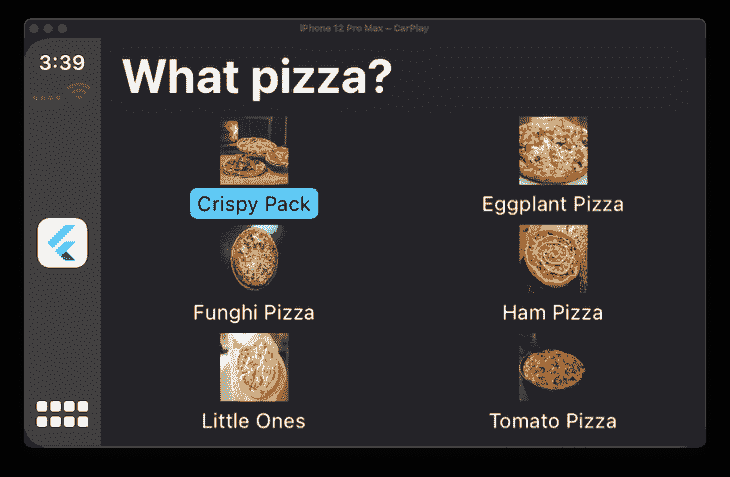 iPhone 12 Pro Max – CarPlay
3:39
What pizza?
Crispy Pack
Eggplant Pizza
Funghi Pizza
Ham Pizza
Little Ones
Tomato Pizza